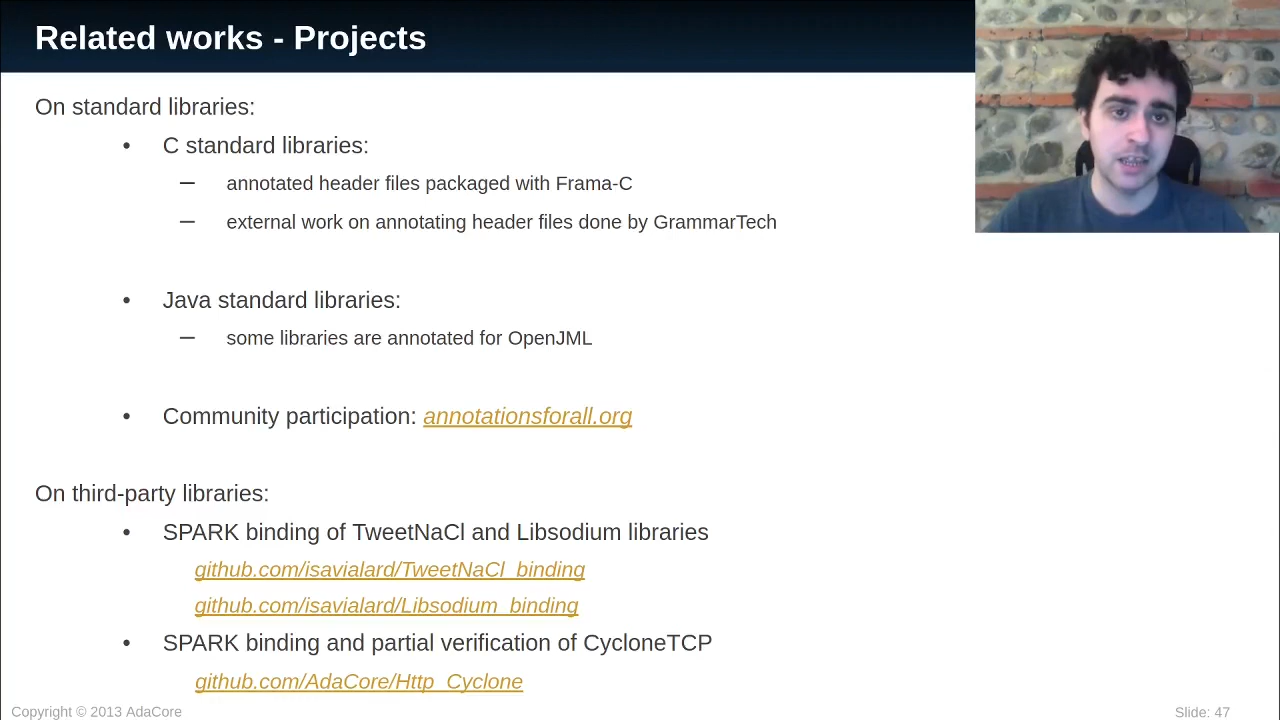 Related works - Projects
On standard libraries:
• C standard libraries:
– annotated header files packaged with Frama-C
– external work on annotating header files done by GrammarTech
• Java standard libraries:
– some libraries are annotated for OpenJML
• Community participation: annotationsforall.org
On third-party libraries:
• SPARK binding of TweetNaCl and Libsodium libraries
github.com/isavialard/TweetNaCl_binding
github.com/isavialard/Libsodium_binding
• SPARK binding and partial verification of CycloneTCP
github.com/AdaCore/Http_Cyclone
Copyright © 2013 AdaCore
Slide: 47